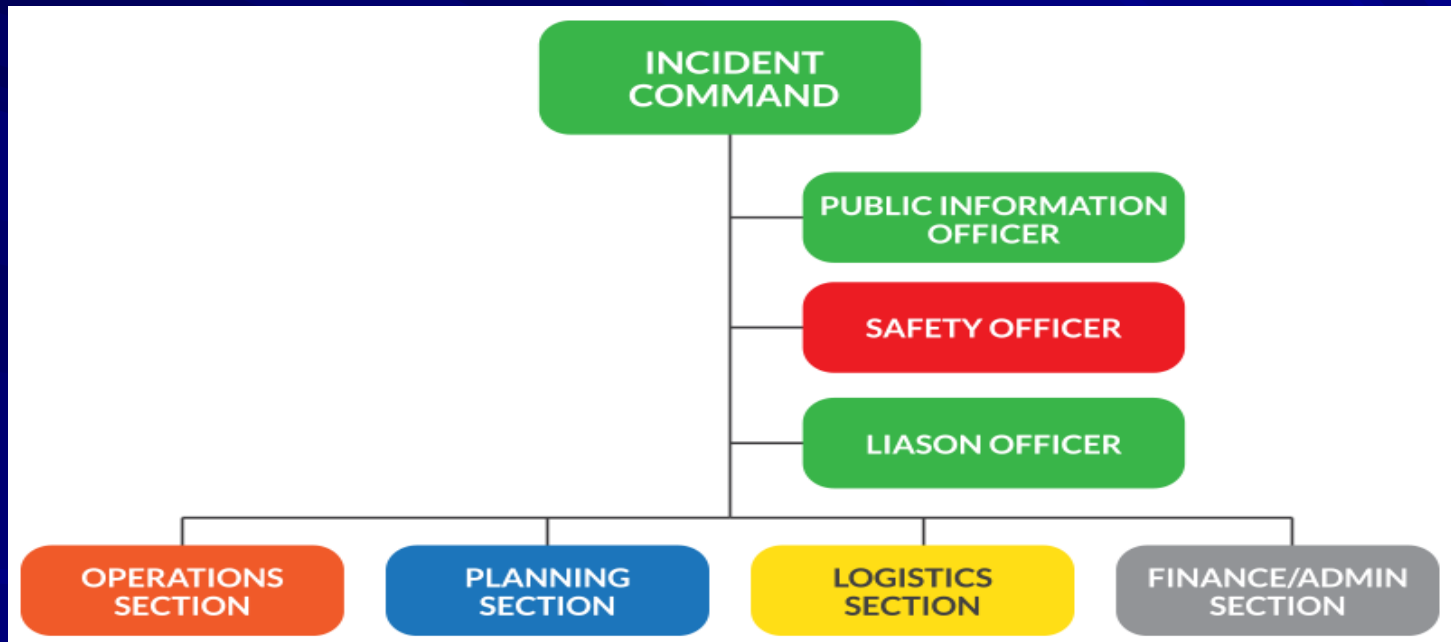 INCIDENT
COMMAND
PUBLIC INFORMATION
OFFICER
SAFETY OFFICER
LIASON OFFICER
OPERATIONS
SECTION
PLANNING
SECTION
LOGISTICS
SECTION
FINANCE/ADMIN
SECTION